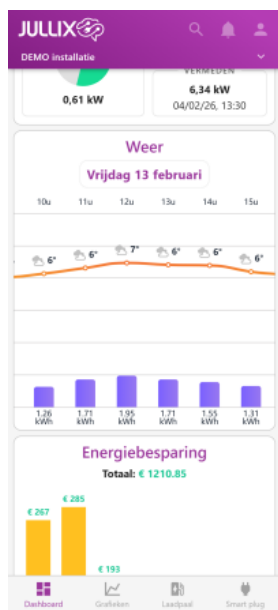 JULLIX
DEMO installatie
VERMEDEN
0,61 kW
6,34 kW
04/02/26, 13:30
Weer
Vrijdag 13 februari
10u 11u 12u 13u 14u 15u
6° 6° 7° 6° 6° 6°
1.26 1.71 1.95 1.71 1.55 1.31
kWh kWh kWh kWh kWh kWh
Energiebesparing
Totaal: € 1210.85
€ 267 € 285
€ 193
Dashboard Grafieken Laadpaal Smart plug